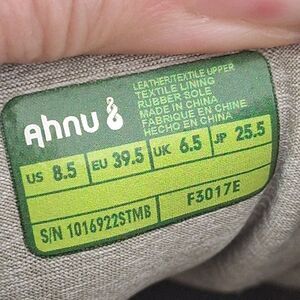 Ahnu
LEATHER/TEXTILE UPPER
TEXTILE LINING
RUBBER SOLE
MADE IN CHINA
FABRIQUE EN CHINE
HECHO EN CHINA
US 8.5 EU 39.5 UK 6.5 JP 25.5
S/N 1016922STMB F3017E